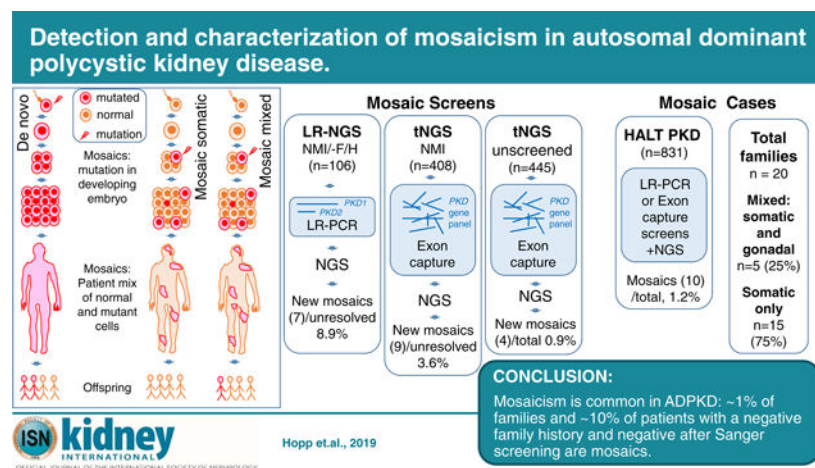 Detection and characterization of mosaicism in autosomal dominant
polycystic kidney disease.
De novo
mutated
normal
mutation
Mosaics:
mutation in
developing
embryo
Mosaic somatic
Mosaic mixed
Mosaics:
Patient mix
of normal
and mutant
cells
Offspring
Mosaic Screens
LR-NGS
NMI/-F/H
(n=106)
PKD1
PKD2
LR-PCR
NGS
New mosaics
(7)/unresolved
8.9%
tNGS
NMI
(n=408)
PKD
gene
panel
Exon
capture
NGS
New mosaics
(9)/unresolved
3.6%
tNGS
unscreened
(n=445)
PKD
gene
panel
Exon
capture
NGS
New mosaics
(4)/total 0.9%
Mosaic Cases
HALT PKD
(n=831)
LR-PCR
or Exon
capture
screens
+NGS
Mosaics (10)
/total, 1.2%
Total
families
n = 20
Mixed:
somatic
and
gonadal
n=5 (25%)
Somatic
only
n=15
(75%)
CONCLUSION:
Mosaicism is common in ADPKD: ~1% of
families and ~10% of patients with a negative
family history and negative after Sanger
screening are mosaics.
ISN
kidney
INTERNATIONAL
OFFICIAL JOURNAL OF THE INTERNATIONAL SOCIETY OF NEPHROLOGY
Hopp et.al., 2019